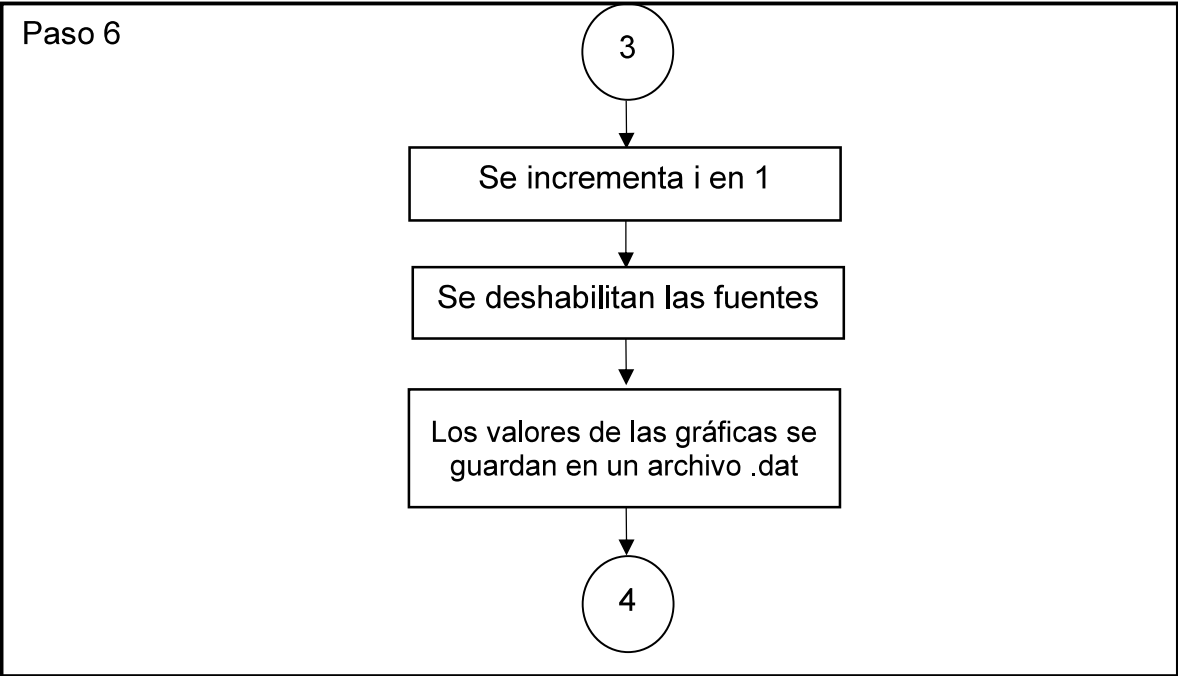 Paso 6
3
Se incrementa i en 1
Se deshabilitan las fuentes
Los valores de las gráficas se
guardan en un archivo .dat
4